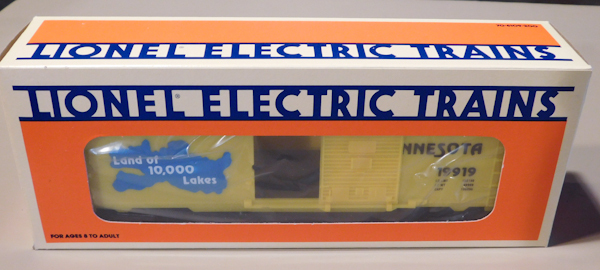 LIONEL® ELECTRIC TRAINS
LIONEL® ELECTRIC TRAINS
Land of
10,000
Lakes
NNESOTA
19919
FOR AGES 8 TO ADULT